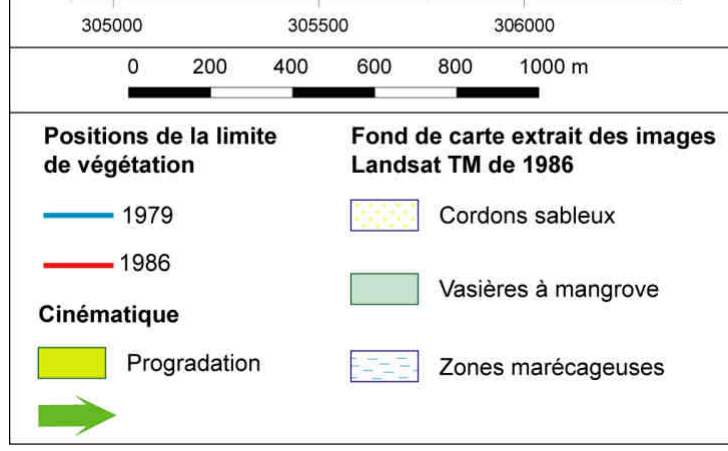 305000 305500 306000
0 200 400 600 800 1000 m
Positions de la limite
de végétation
1979
1986
Cinématique
Progradation
Fond de carte extrait des images
Landsat TM de 1986
Cordons sableux
Vasières à mangrove
Zones marécageuses